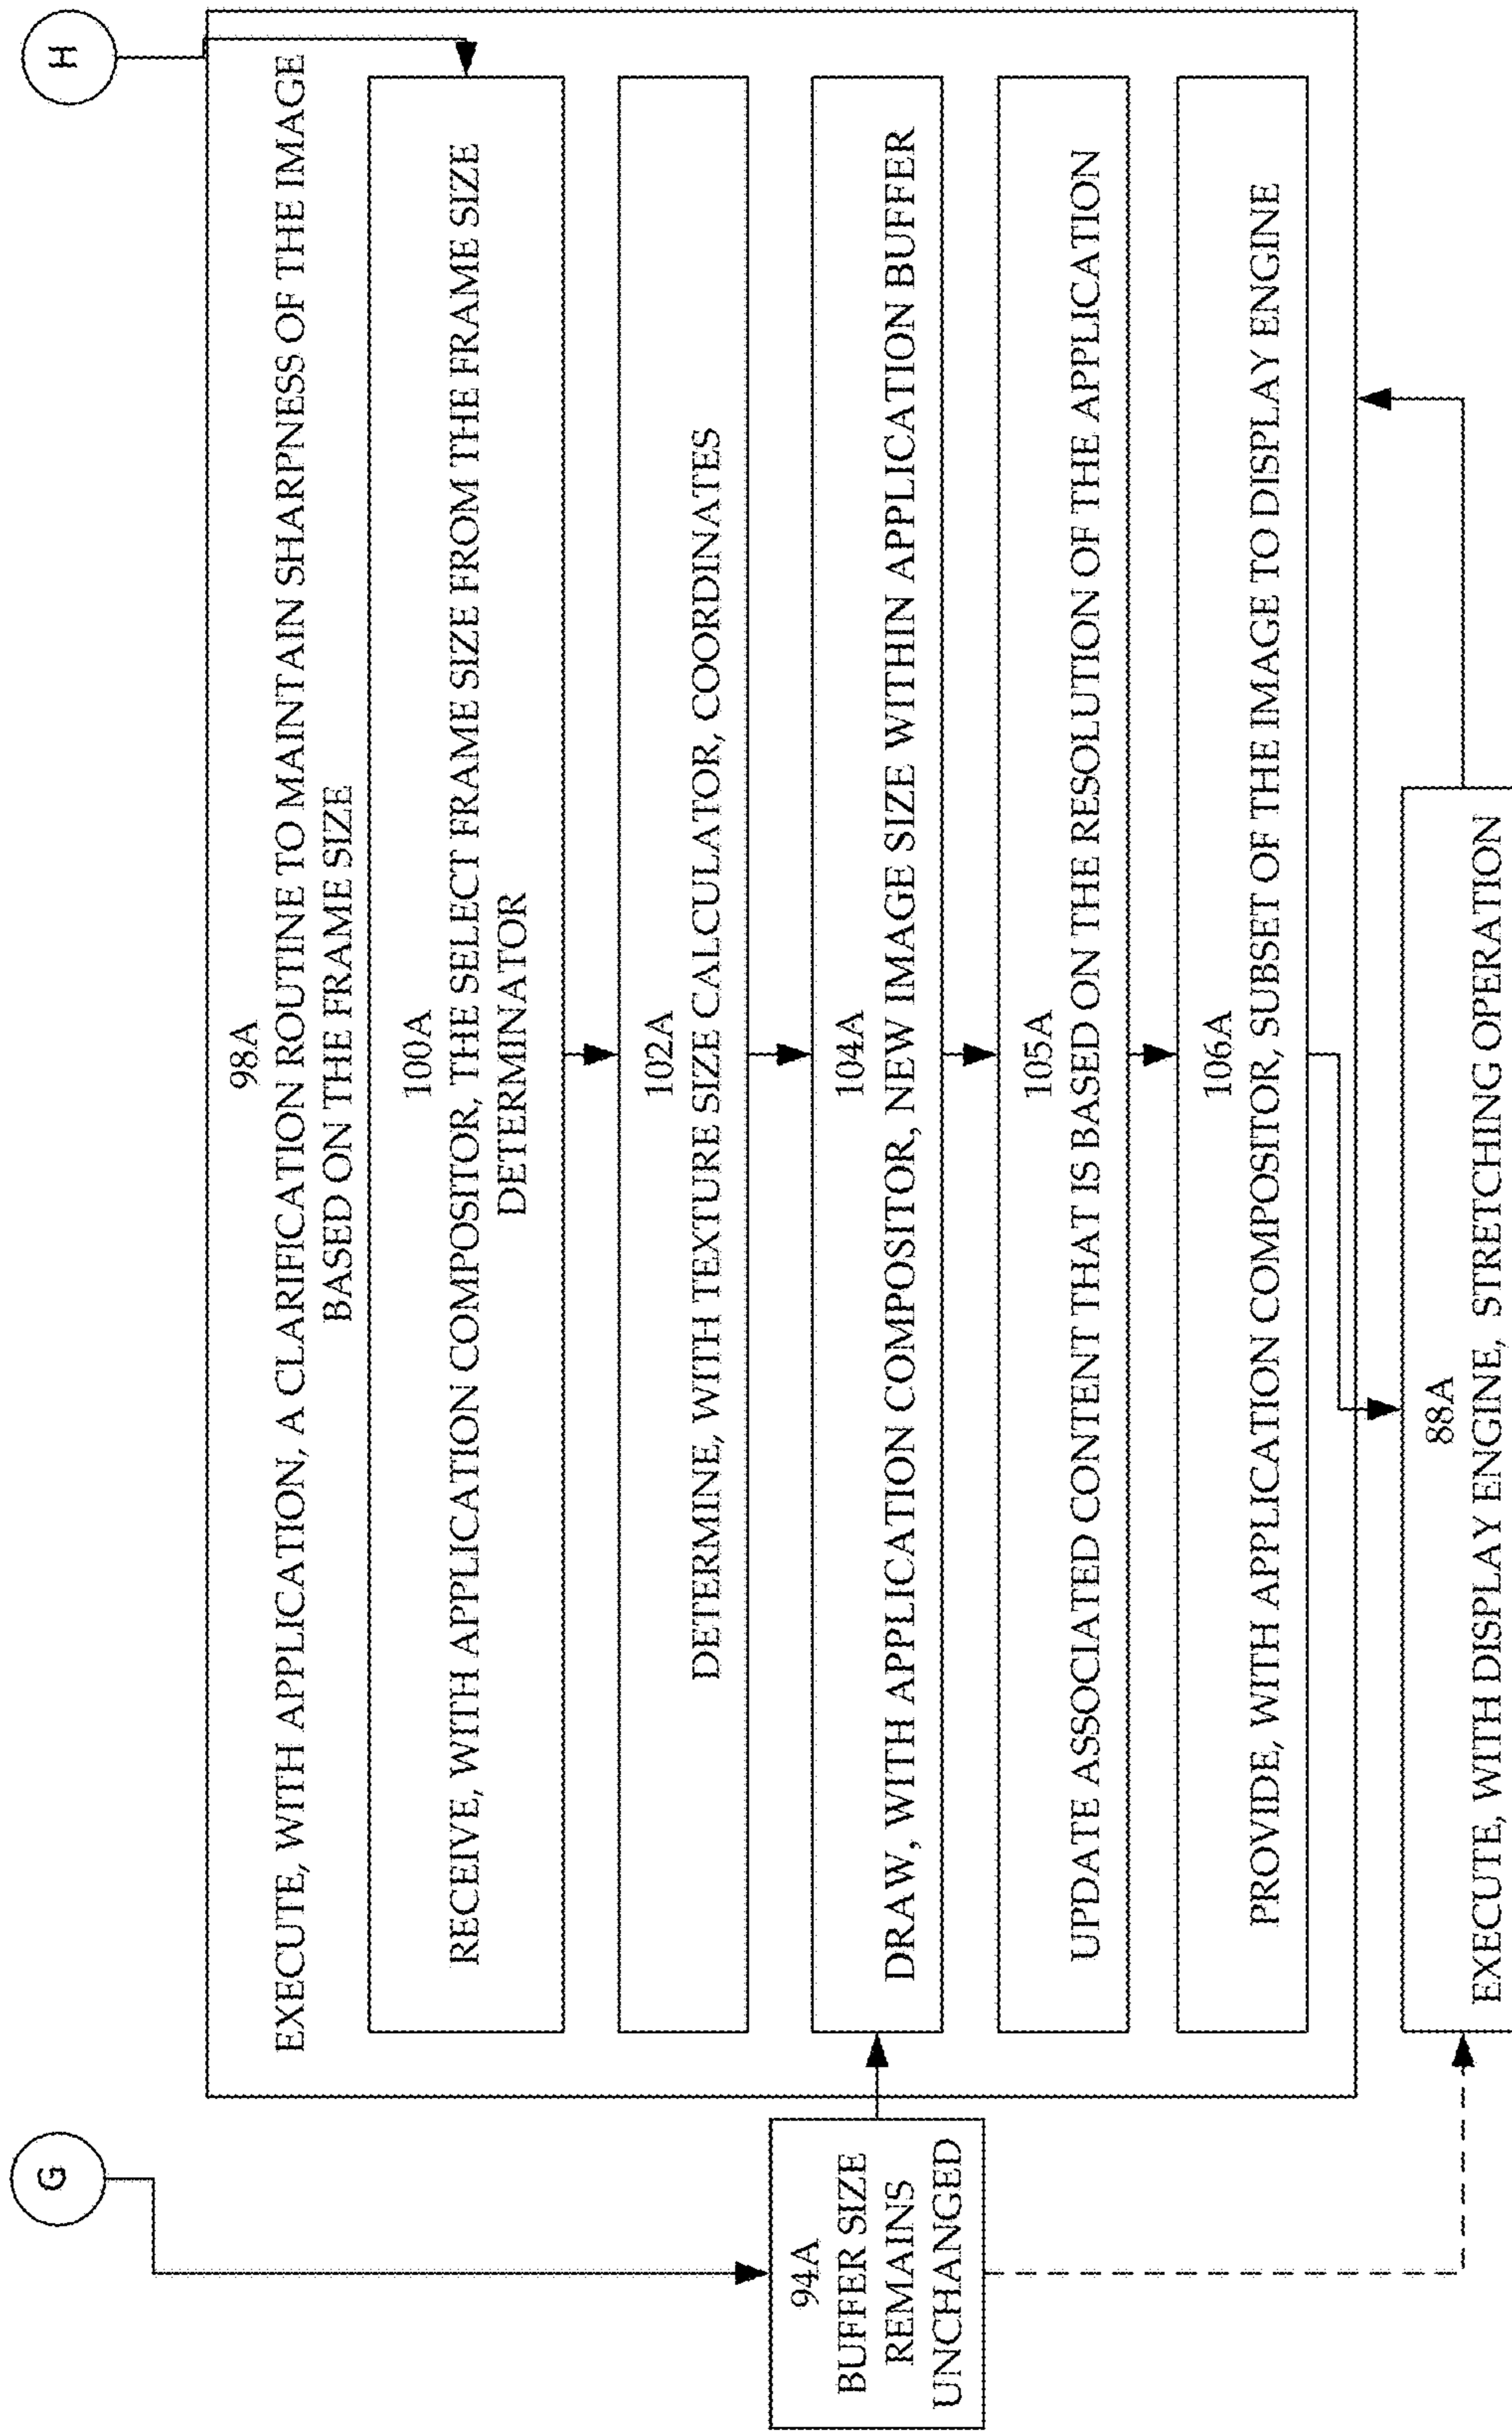 G
H
98A
EXECUTE, WITH APPLICATION, A CLARIFICATION ROUTINE TO MAINTAIN SHARPNESS OF THE IMAGE
BASED ON THE FRAME SIZE
100A
RECEIVE, WITH APPLICATION COMPOSITOR, THE SELECT FRAME SIZE FROM THE FRAME SIZE
DETERMINATOR
102A
DETERMINE, WITH TEXTURE SIZE CALCULATOR, COORDINATES
94A
BUFFER SIZE
REMAINS
UNCHANGED
104A
DRAW, WITH APPLICATION COMPOSITOR, NEW IMAGE SIZE WITHIN APPLICATION BUFFER
105A
UPDATE ASSOCIATED CONTENT THAT IS BASED ON THE RESOLUTION OF THE APPLICATION
106A
PROVIDE, WITH APPLICATION COMPOSITOR, SUBSET OF THE IMAGE TO DISPLAY ENGINE
88A
EXECUTE, WITH DISPLAY ENGINE, STRETCHING OPERATION